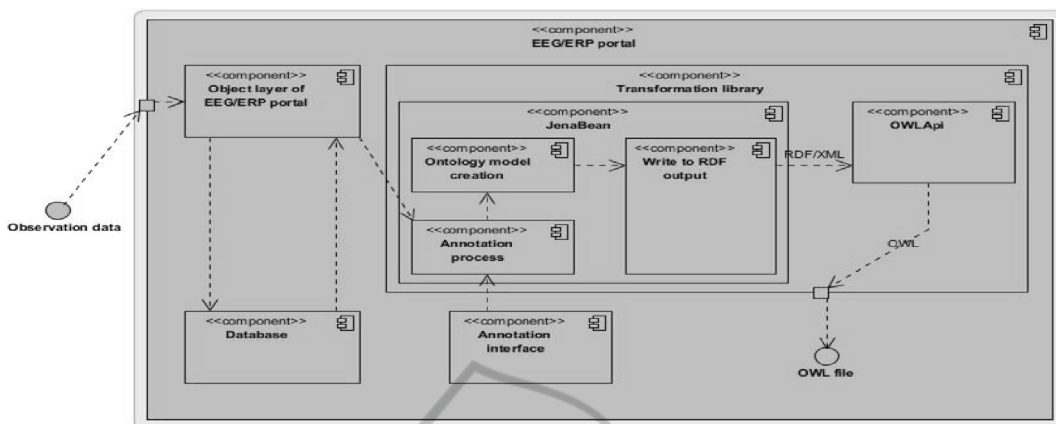 <<component>>
EEG/ERP portal
<<component>>
Object layer of
EEG/ERP portal
<<component>>
Transformation library
<<component>>
JenaBean
<<component>>
Ontology model
creation
<<component>>
Write to RDF
output
RDF/XML
<<component>>
OWLApi
Observation data
<<component>>
Annotation
process
OWL
<<component>>
Database
<<component>>
Annotation
interface
OWL file